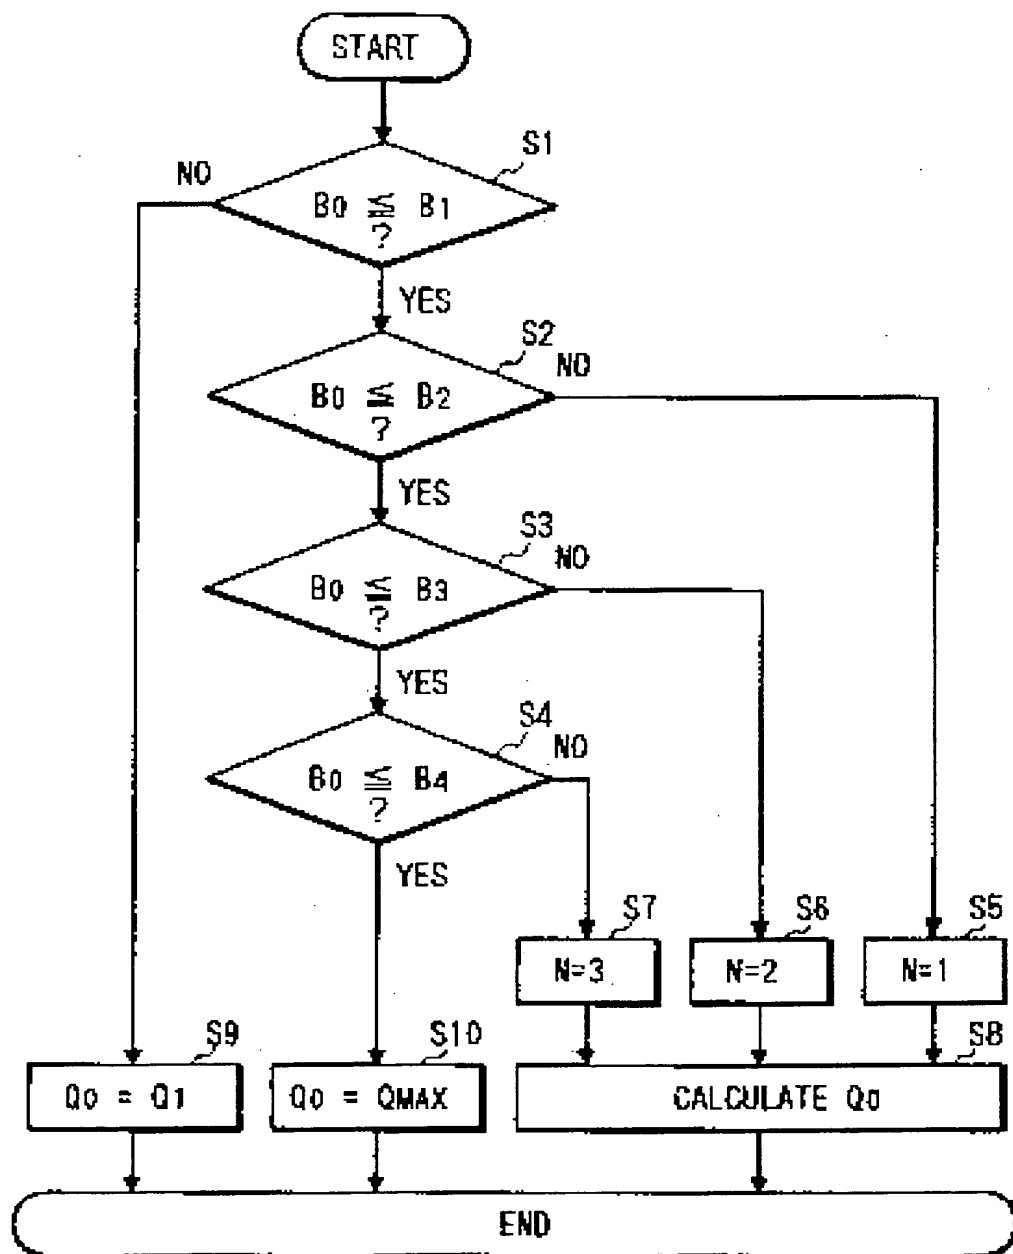 START
S1
NO
B0 ≦ B1
?
YES
S2
NO
B0 ≦ B2
?
YES
S3
NO
B0 ≦ B3
?
YES
S4
NO
B0 ≦ B4
?
YES
S7
S6
S5
N=3
N=2
N=1
S9
S10
S8
Q0 = Q1
Q0 = QMAX
CALCULATE Q0
END